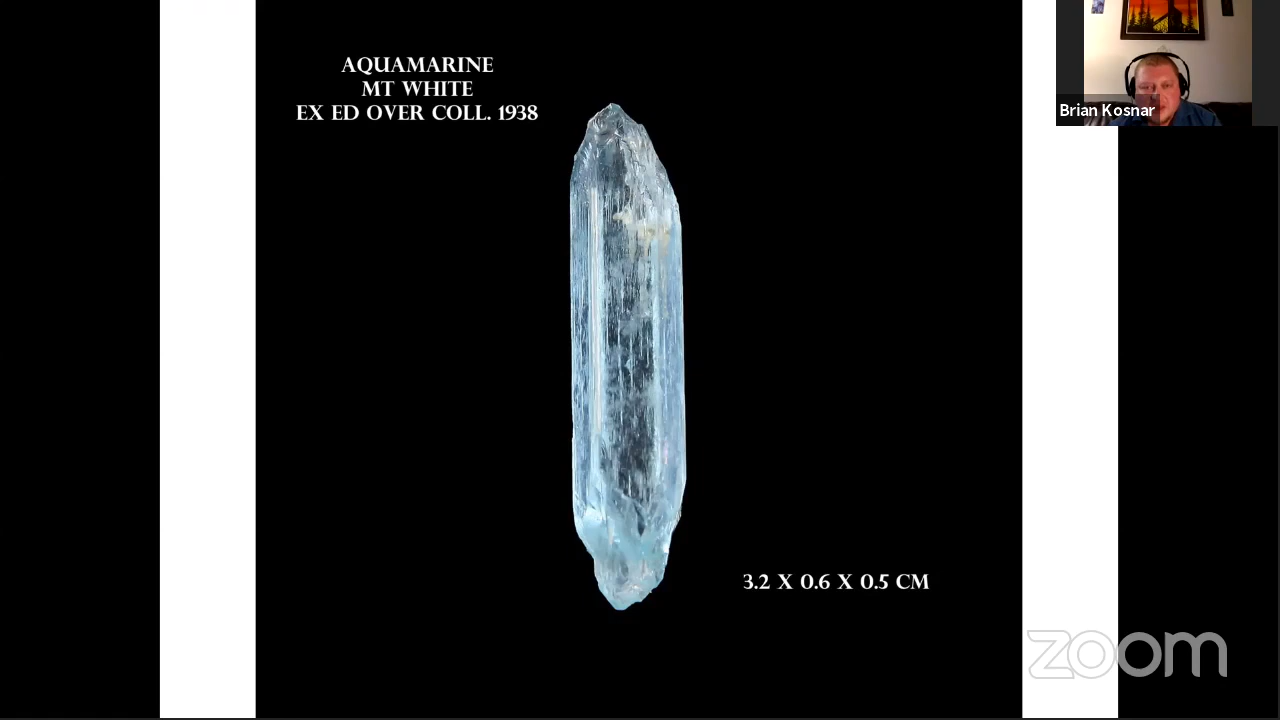 AQUAMARINE
MT WHITE
EX ED OVER COLL. 1938
Brian Kosnar
3.2 X 0.6 X 0.5 CM
zoom